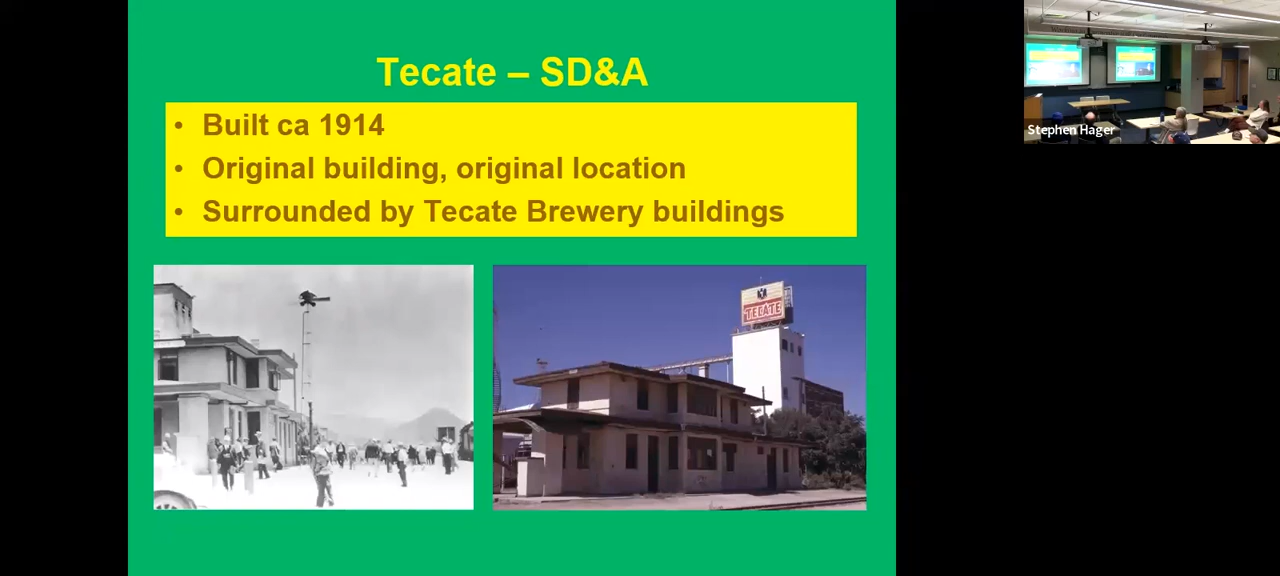 Tecate – SD&A
• Built ca 1914
• Original building, original location
• Surrounded by Tecate Brewery buildings
TECATE
Stephen Hager